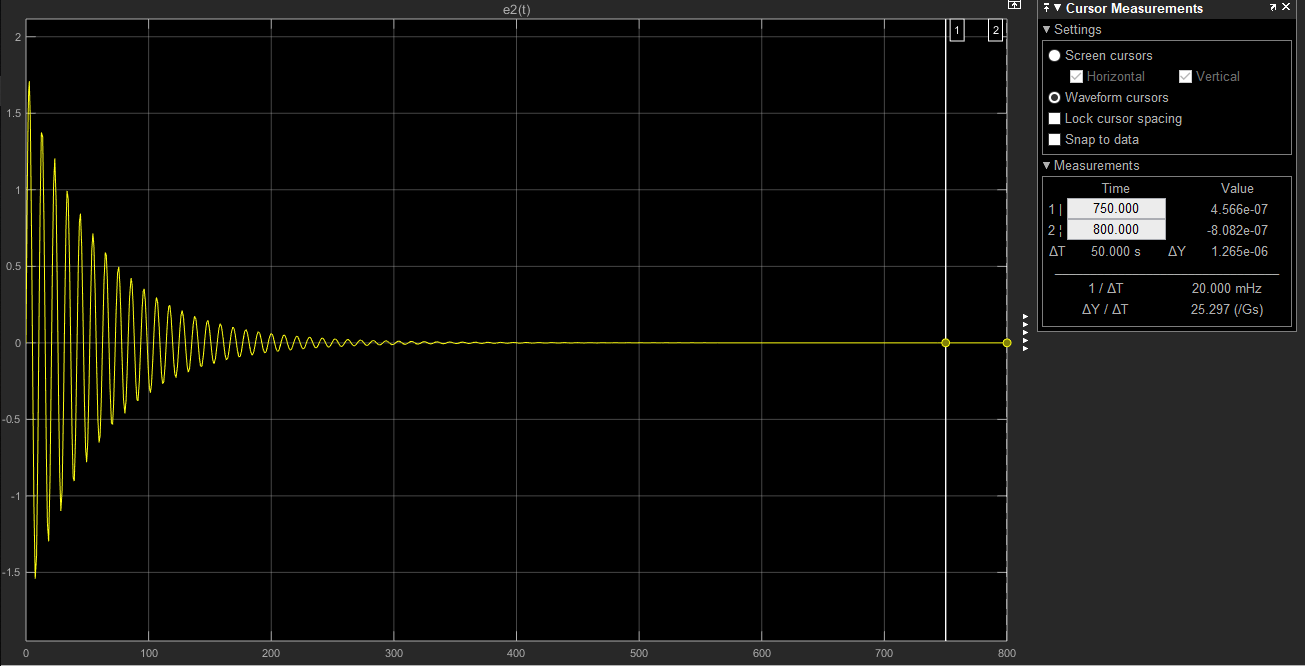 e2(t)
2
1.5
1
0.5
0
-0.5
-1
-1.5
0 100 200 300 400 500 600 700 800
1 2
Cursor Measurements
Settings
Screen cursors
Horizontal Vertical
Waveform cursors
Lock cursor spacing
Snap to data
Measurements
Time Value
1 | 750.000 4.566e-07
2 ¦ 800.000 -8.082e-07
ΔT 50.000 s ΔY 1.265e-06
1 / ΔT 20.000 mHz
ΔY / ΔT 25.297 (/Gs)